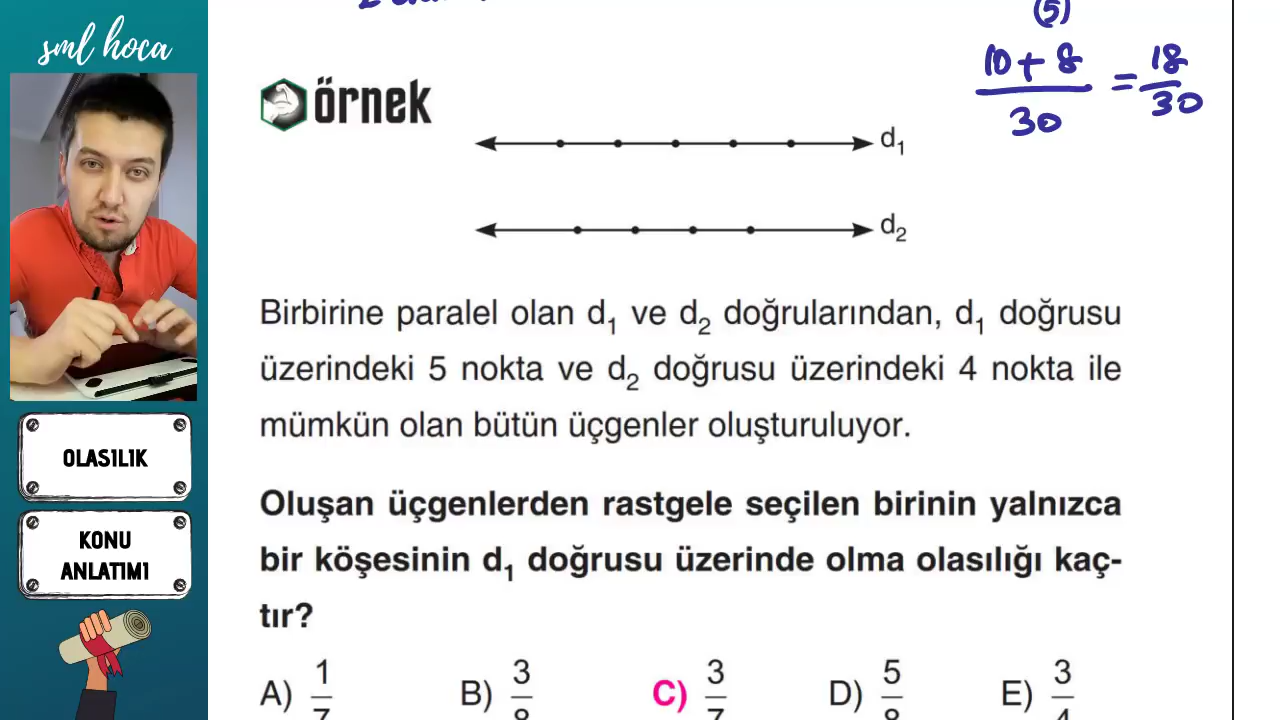 sml hoca
(5)
10 + 8
30
= 18
30
örnek
d1
d2
Birbirine paralel olan d1 ve d2 doğrularından, d1 doğrusu
üzerindeki 5 nokta ve d2 doğrusu üzerindeki 4 nokta ile
mümkün olan bütün üçgenler oluşturuluyor.
Oluşan üçgenlerden rastgele seçilen birinin yalnızca
bir köşesinin d1 doğrusu üzerinde olma olasılığı kaç-
tır?
A) 1/7 B) 3/8 C) 3/7 D) 5/8 E) 3/4
OLASILIK
KONU
ANLATIMI